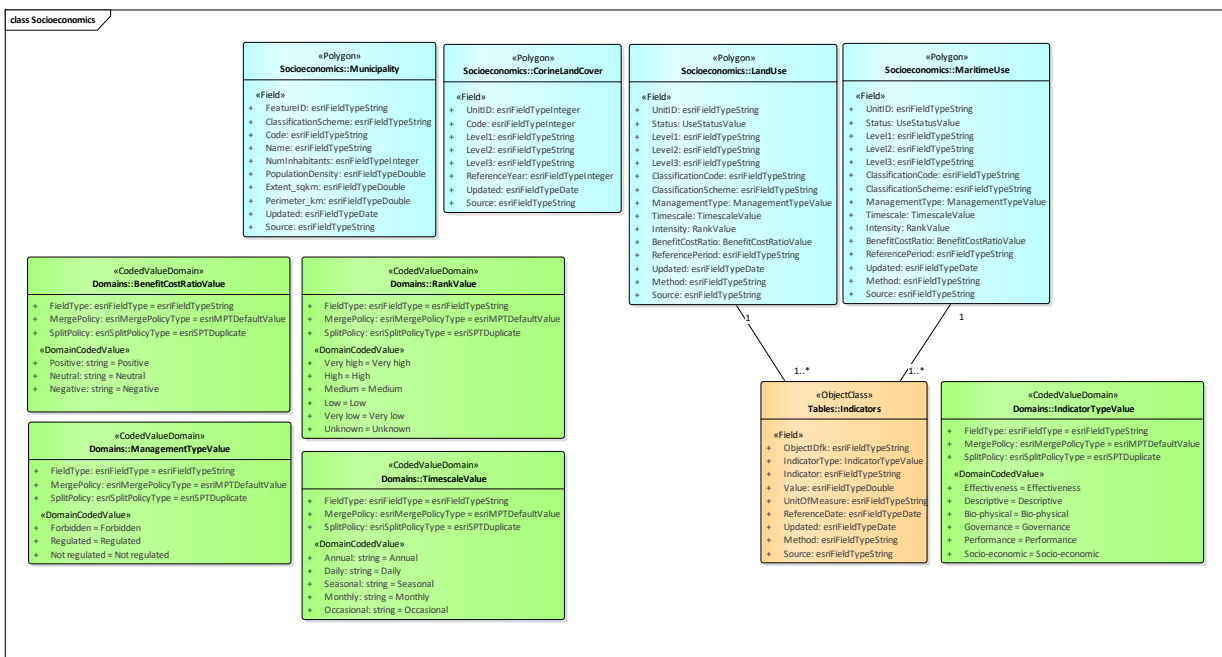 class Socioeconomics
«Polygon»
Socioeconomics::Municipality
«Field»
+ FeatureID: esriFieldTypeString
+ ClassificationScheme: esriFieldTypeString
+ Code: esriFieldTypeString
+ Name: esriFieldTypeString
+ NumInhabitants: esriFieldTypeInteger
+ PopulationDensity: esriFieldTypeDouble
+ Extent_sqkm: esriFieldTypeDouble
+ Perimeter_km: esriFieldTypeDouble
+ Updated: esriFieldTypeDate
+ Source: esriFieldTypeString
«Polygon»
Socioeconomics::CorineLandCover
«Field»
+ UnitID: esriFieldTypeInteger
+ Code: esriFieldTypeInteger
+ Level1: esriFieldTypeString
+ Level2: esriFieldTypeString
+ Level3: esriFieldTypeString
+ ReferenceYear: esriFieldTypeInteger
+ Updated: esriFieldTypeDate
+ Source: esriFieldTypeString
«Polygon»
Socioeconomics::LandUse
«Field»
+ UnitID: esriFieldTypeString
+ Status: UseStatusValue
+ Level1: esriFieldTypeString
+ Level2: esriFieldTypeString
+ Level3: esriFieldTypeString
+ ClassificationCode: esriFieldTypeString
+ ClassificationScheme: esriFieldTypeString
+ ManagementType: ManagementTypeValue
+ Timescale: TimescaleValue
+ Intensity: RankValue
+ BenefitCostRatio: BenefitCostRatioValue
+ ReferencePeriod: esriFieldTypeString
+ Updated: esriFieldTypeDate
+ Method: esriFieldTypeString
+ Source: esriFieldTypeString
«Polygon»
Socioeconomics::MaritimeUse
«Field»
+ UnitID: esriFieldTypeString
+ Status: UseStatusValue
+ Level1: esriFieldTypeString
+ Level2: esriFieldTypeString
+ Level3: esriFieldTypeString
+ ClassificationCode: esriFieldTypeString
+ ClassificationScheme: esriFieldTypeString
+ ManagementType: ManagementTypeValue
+ Timescale: TimescaleValue
+ Intensity: RankValue
+ BenefitCostRatio: BenefitCostRatioValue
+ ReferencePeriod: esriFieldTypeString
+ Updated: esriFieldTypeDate
+ Method: esriFieldTypeString
+ Source: esriFieldTypeString
«CodedValueDomain»
Domains::BenefitCostRatioValue
+ FieldType: esriFieldType = esriFieldTypeString
+ MergePolicy: esriMergePolicyType = esriMPTDefaultValue
+ SplitPolicy: esriSplitPolicyType = esriSPTDuplicate
«DomainCodedValue»
+ Positive: string = Positive
+ Neutral: string = Neutral
+ Negative: string = Negative
«CodedValueDomain»
Domains::RankValue
+ FieldType: esriFieldType = esriFieldTypeString
+ MergePolicy: esriMergePolicyType = esriMPTDefaultValue
+ SplitPolicy: esriSplitPolicyType = esriSPTDuplicate
«DomainCodedValue»
+ Very high = Very high
+ High = High
+ Medium = Medium
+ Low = Low
+ Very low = Very low
+ Unknown = Unknown
1
1..*
1
1..*
«CodedValueDomain»
Domains::ManagementTypeValue
+ FieldType: esriFieldType = esriFieldTypeString
+ MergePolicy: esriMergePolicyType = esriMPTDefaultValue
+ SplitPolicy: esriSplitPolicyType = esriSPTDuplicate
«DomainCodedValue»
+ Forbidden = Forbidden
+ Regulated = Regulated
+ Not regulated = Not regulated
«CodedValueDomain»
Domains::TimescaleValue
+ FieldType: esriFieldType = esriFieldTypeString
+ MergePolicy: esriMergePolicyType = esriMPTDefaultValue
+ SplitPolicy: esriSplitPolicyType = esriSPTDuplicate
«DomainCodedValue»
+ Annual: string = Annual
+ Daily: string = Daily
+ Seasonal: string = Seasonal
+ Monthly: string = Monthly
+ Occasional: string = Occasional
«ObjectClass»
Tables::Indicators
«Field»
+ ObjectIDfk: esriFieldTypeString
+ IndicatorType: IndicatorTypeValue
+ Indicator: esriFieldTypeString
+ Value: esriFieldTypeDouble
+ UnitOfMeasure: esriFieldTypeString
+ ReferenceDate: esriFieldTypeDate
+ Updated: esriFieldTypeDate
+ Method: esriFieldTypeString
+ Source: esriFieldTypeString
«CodedValueDomain»
Domains::IndicatorTypeValue
+ FieldType: esriFieldType = esriFieldTypeString
+ MergePolicy: esriMergePolicyType = esriMPTDefaultValue
+ SplitPolicy: esriSplitPolicyType = esriSPTDuplicate
«DomainCodedValue»
+ Effectiveness = Effectiveness
+ Descriptive = Descriptive
+ Bio-physical = Bio-physical
+ Governance = Governance
+ Performance = Performance
+ Socio-economic = Socio-economic